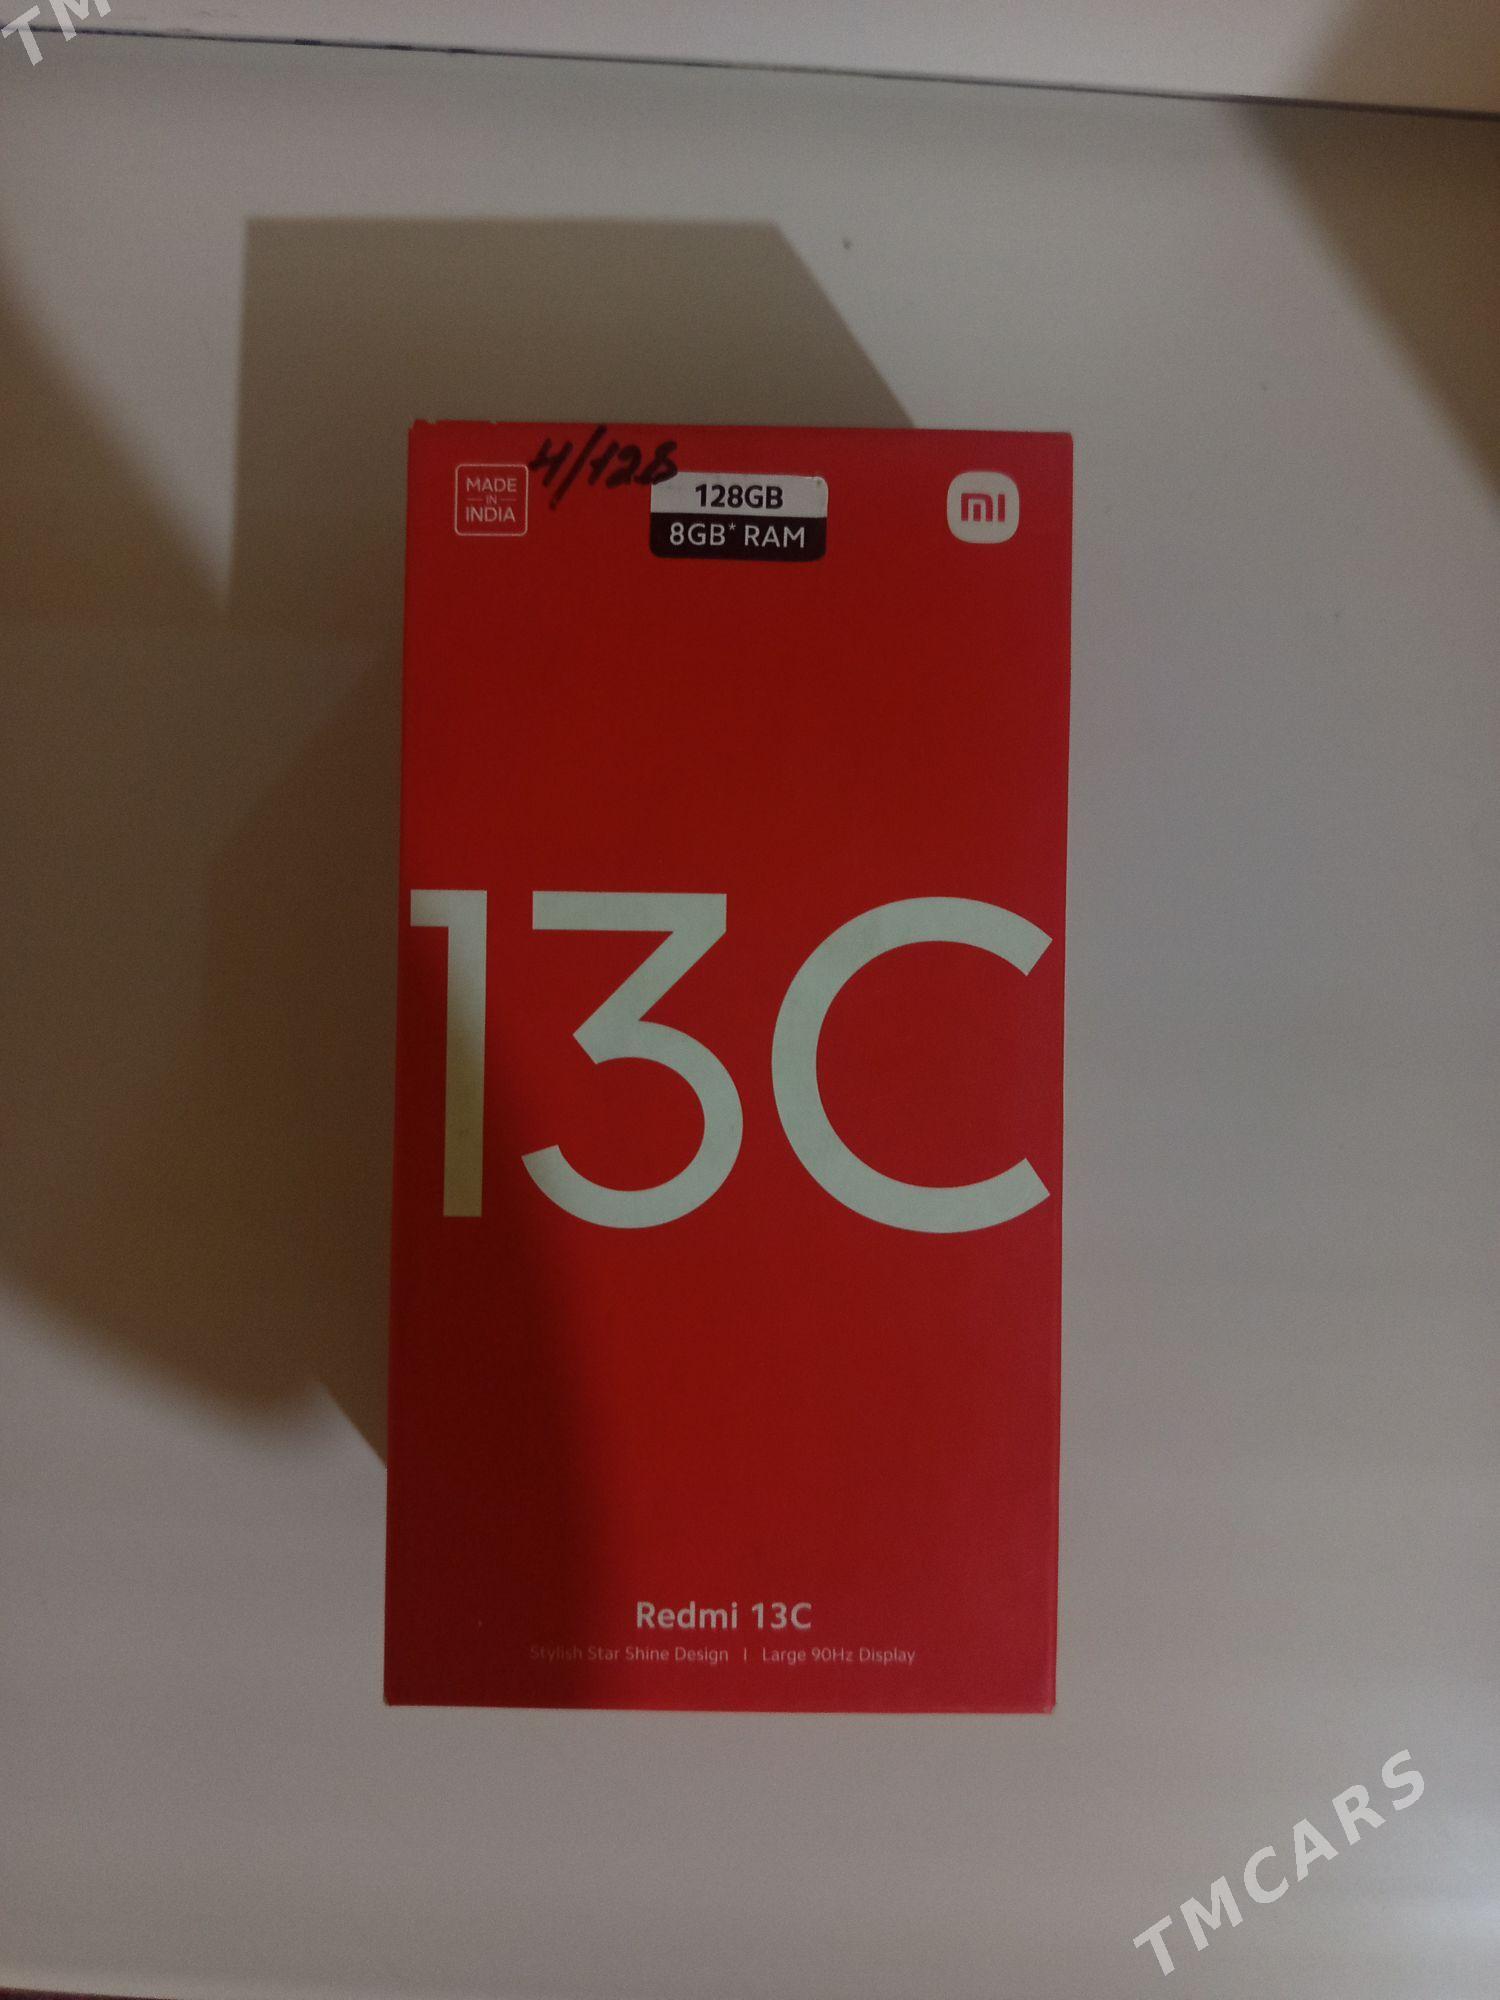 TM
4/128
MADE
IN
INDIA
128GB
8GB* RAM
mi
13C
Redmi 13C
Stylish Star Shine Design | Large 90Hz Display
TMCARS